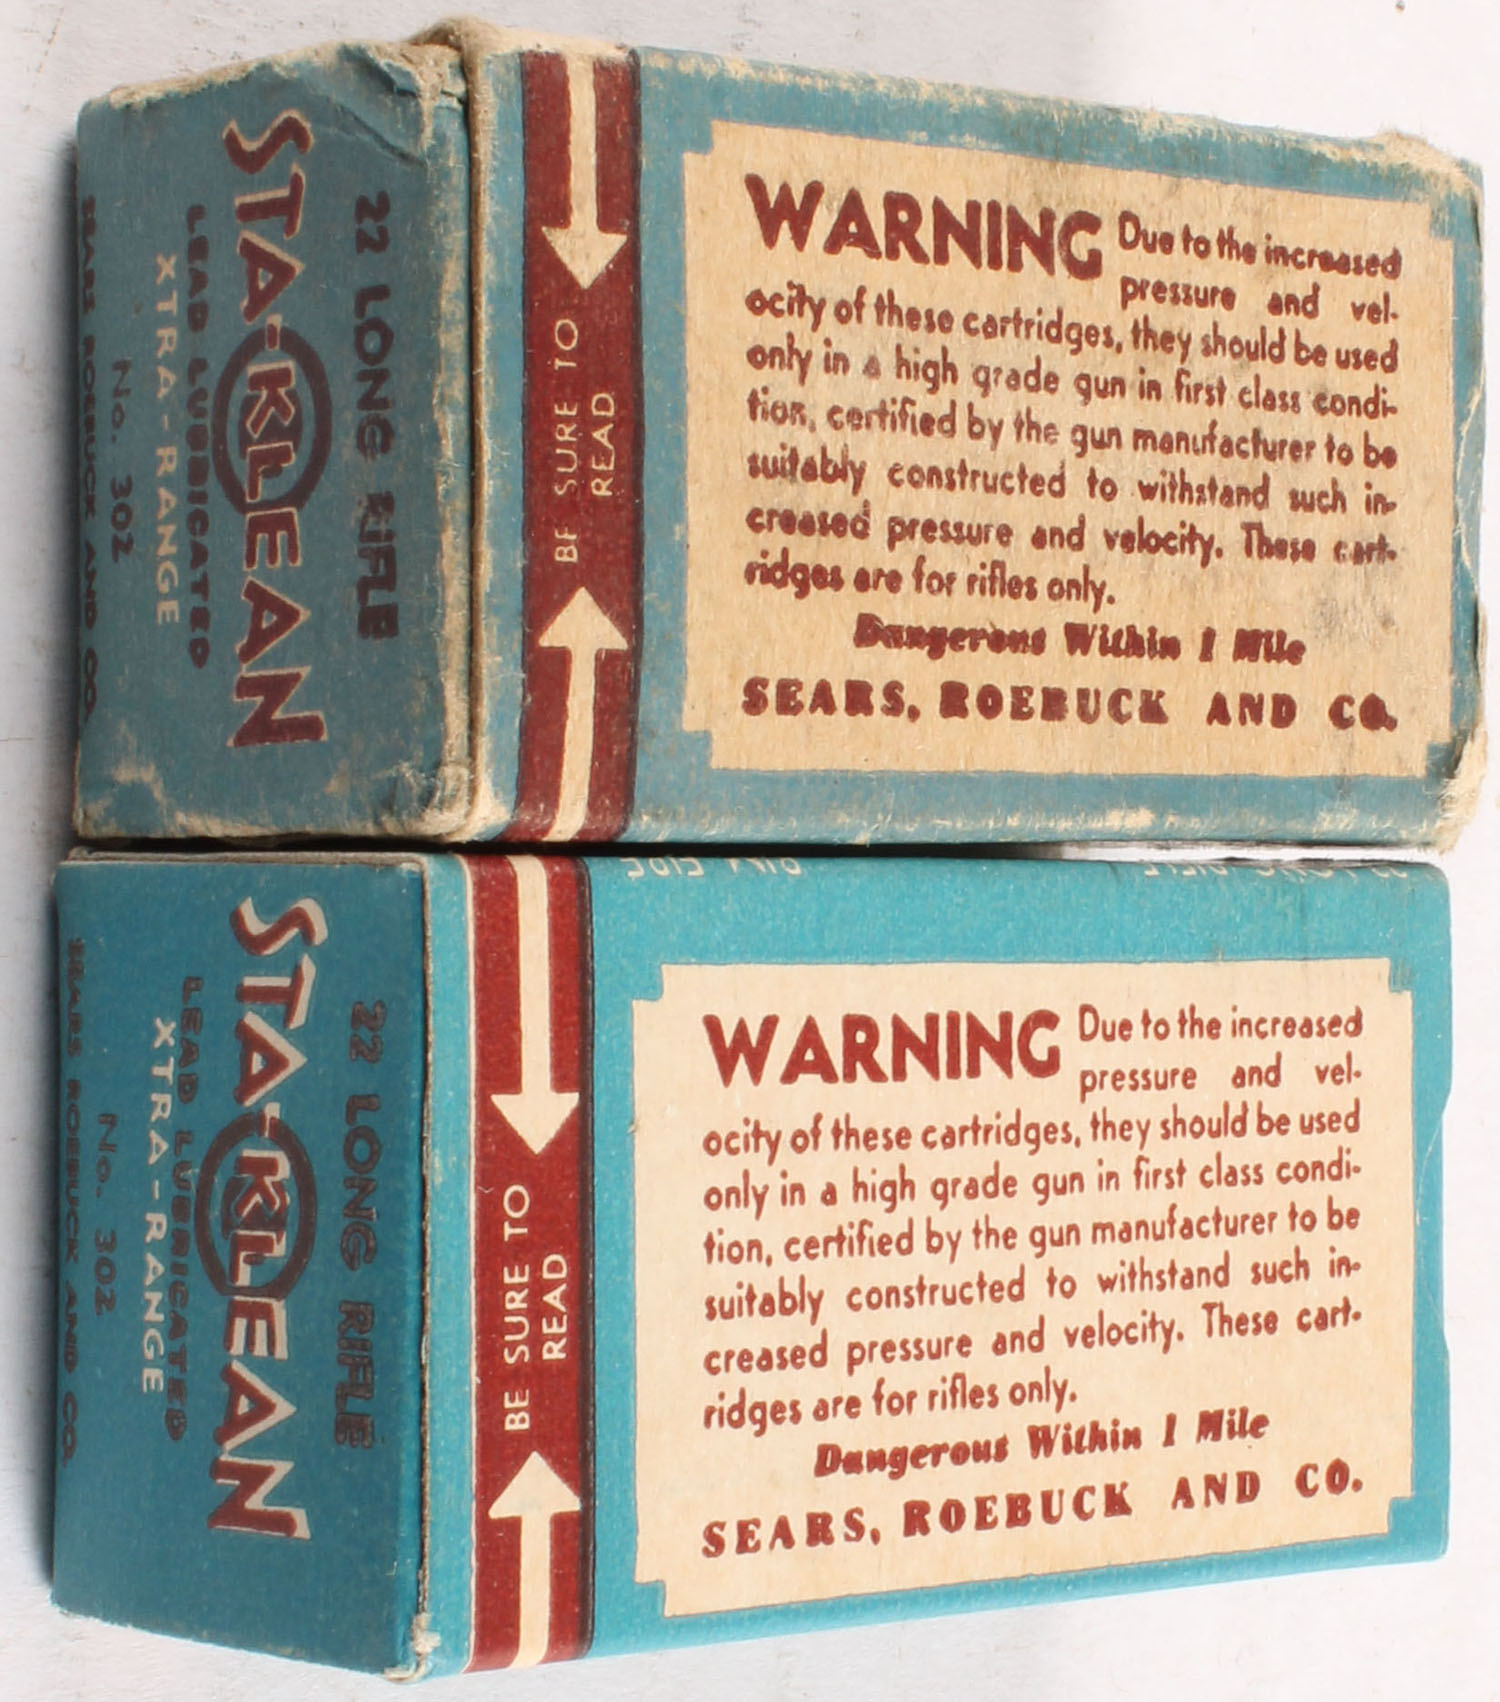 22 LONG RIFLE
STA-KLEAN
LEAD LUBRICATED
XTRA-RANGE
No. 302
SEARS ROEBUCK AND CO.
BE SURE TO
READ
WARNING Due to the increased
pressure and vel-
ocity of these cartridges, they should be used
only in a high grade gun in first class condi-
tion, certified by the gun manufacturer to be
suitably constructed to withstand such in-
creased pressure and velocity. These cart-
ridges are for rifles only.
Dangerous Within 1 Mile
SEARS, ROEBUCK AND CO.
22 LONG RIFLE
STA-KLEAN
LEAD LUBRICATED
XTRA-RANGE
No. 302
SEARS ROEBUCK AND CO.
BE SURE TO
READ
WARNING Due to the increased
pressure and vel-
ocity of these cartridges, they should be used
only in a high grade gun in first class condi-
tion, certified by the gun manufacturer to be
suitably constructed to withstand such in-
creased pressure and velocity. These cart-
ridges are for rifles only.
Dangerous Within 1 Mile
SEARS, ROEBUCK AND CO.